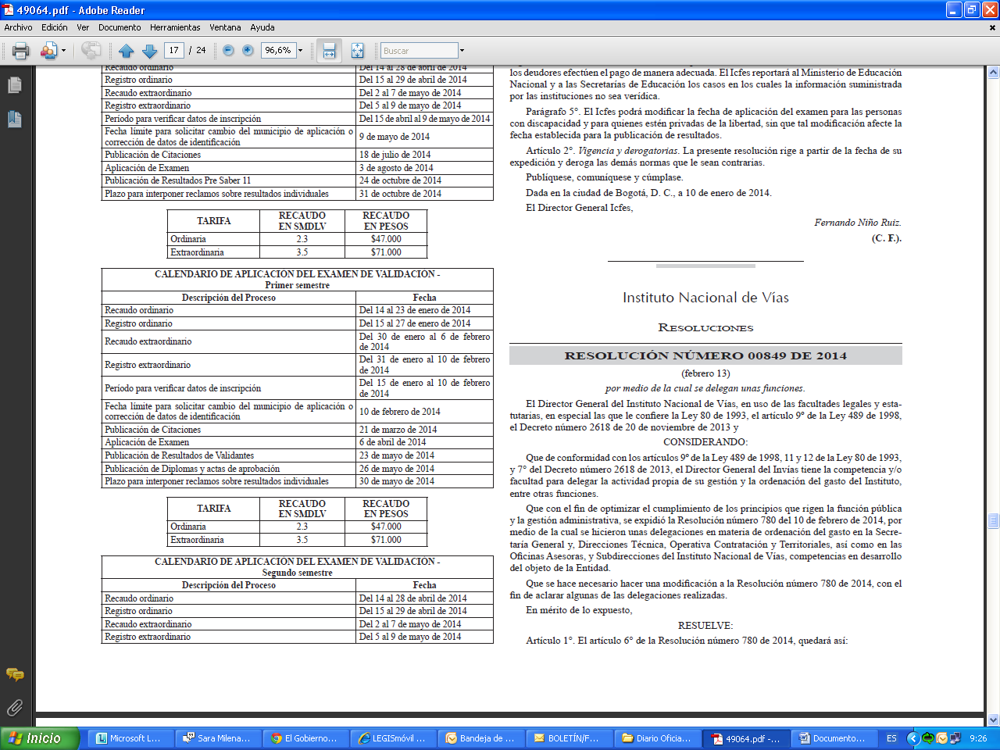 49064.pdf - Adobe Reader
Archivo Edición Ver Documento Herramientas Ventana Ayuda
17 / 24 96,6% Buscar
Recaudo ordinario Del 14 al 28 de abril de 2014
Registro ordinario Del 15 al 29 de abril de 2014
Recaudo extraordinario Del 2 al 7 de mayo de 2014
Registro extraordinario Del 5 al 9 de mayo de 2014
Período para verificar datos de inscripción Del 15 de abril al 9 de mayo de 2014
Fecha límite para solicitar cambio del municipio de aplicación o
corrección de datos de identificación 9 de mayo de 2014
Publicación de Citaciones 18 de julio de 2014
Aplicación de Examen 3 de agosto de 2014
Publicación de Resultados Pre Saber 11 24 de octubre de 2014
Plazo para interponer reclamos sobre resultados individuales 31 de octubre de 2014
TARIFA RECAUDO EN SMDLV RECAUDO EN PESOS
Ordinaria 2.3 $47.000
Extraordinaria 3.5 $71.000
CALENDARIO DE APLICACIÓN DEL EXAMEN DE VALIDACIÓN -
Primer semestre
Descripción del Proceso Fecha
Recaudo ordinario Del 14 al 23 de enero de 2014
Registro ordinario Del 15 al 27 de enero de 2014
Recaudo extraordinario Del 30 de enero al 6 de febrero de 2014
Registro extraordinario Del 31 de enero al 10 de febrero de 2014
Período para verificar datos de inscripción Del 15 de enero al 10 de febrero de 2014
Fecha límite para solicitar cambio del municipio de aplicación o
corrección de datos de identificación 10 de febrero de 2014
Publicación de Citaciones 21 de marzo de 2014
Aplicación de Examen 6 de abril de 2014
Publicación de Resultados de Validantes 23 de mayo de 2014
Publicación de Diplomas y actas de aprobación 26 de mayo de 2014
Plazo para interponer reclamos sobre resultados individuales 30 de mayo de 2014
TARIFA RECAUDO EN SMDLV RECAUDO EN PESOS
Ordinaria 2.3 $47.000
Extraordinaria 3.5 $71.000
CALENDARIO DE APLICACIÓN DEL EXAMEN DE VALIDACIÓN -
Segundo semestre
Descripción del Proceso Fecha
Recaudo ordinario Del 14 al 28 de abril de 2014
Registro ordinario Del 15 al 29 de abril de 2014
Recaudo extraordinario Del 2 al 7 de mayo de 2014
Registro extraordinario Del 5 al 9 de mayo de 2014
los deudores efectúen el pago de manera adecuada. El Icfes reportará al Ministerio de Educación
Nacional y a las Secretarías de Educación los casos en los cuales la información suministrada
por las instituciones no sea verídica.
Parágrafo 5°. El Icfes podrá modificar la fecha de aplicación del examen para las personas
con discapacidad y para quienes estén privadas de la libertad, sin que tal modificación afecte la
fecha establecida para la publicación de resultados.
Artículo 2°. Vigencia y derogatorias. La presente resolución rige a partir de la fecha de su
expedición y deroga las demás normas que le sean contrarias.
Publíquese, comuníquese y cúmplase.
Dada en la ciudad de Bogotá, D. C., a 10 de enero de 2014.
El Director General Icfes,
Fernando Niño Ruiz.
(C. F.).
Instituto Nacional de Vías
RESOLUCIONES
RESOLUCIÓN NÚMERO 00849 DE 2014
(febrero 13)
por medio de la cual se delegan unas funciones.
El Director General del Instituto Nacional de Vías, en uso de las facultades legales y esta-
tutarias, en especial las que le confiere la Ley 80 de 1993, el artículo 9º de la Ley 489 de 1998,
el Decreto número 2618 de 20 de noviembre de 2013 y
CONSIDERANDO:
Que de conformidad con los artículos 9º de la Ley 489 de 1998, 11 y 12 de la Ley 80 de 1993,
y 7° del Decreto número 2618 de 2013, el Director General del Invías tiene la competencia y/o
facultad para delegar la actividad propia de su gestión y la ordenación del gasto del Instituto,
entre otras funciones.
Que con el fin de optimizar el cumplimiento de los principios que rigen la función pública
y la gestión administrativa, se expidió la Resolución número 780 del 10 de febrero de 2014, por
medio de la cual se hicieron unas delegaciones en materia de ordenación del gasto en la Secre-
taría General y, Direcciones Técnica, Operativa Contratación y Territoriales, así como en las
Oficinas Asesoras, y Subdirecciones del Instituto Nacional de Vías, competencias en desarrollo
del objeto de la Entidad.
Que se hace necesario hacer una modificación a la Resolución número 780 de 2014, con el
fin de aclarar algunas de las delegaciones realizadas.
En mérito de lo expuesto,
RESUELVE:
Artículo 1°. El artículo 6° de la Resolución número 780 de 2014, quedará así:
Inicio Microsoft L... Sara Milena... El Gobierno... LEGISmóvil ... Bandeja de ... BOLETÍN/F... Diario Oficia... 49064.pdf -... Documento... ES 9:26